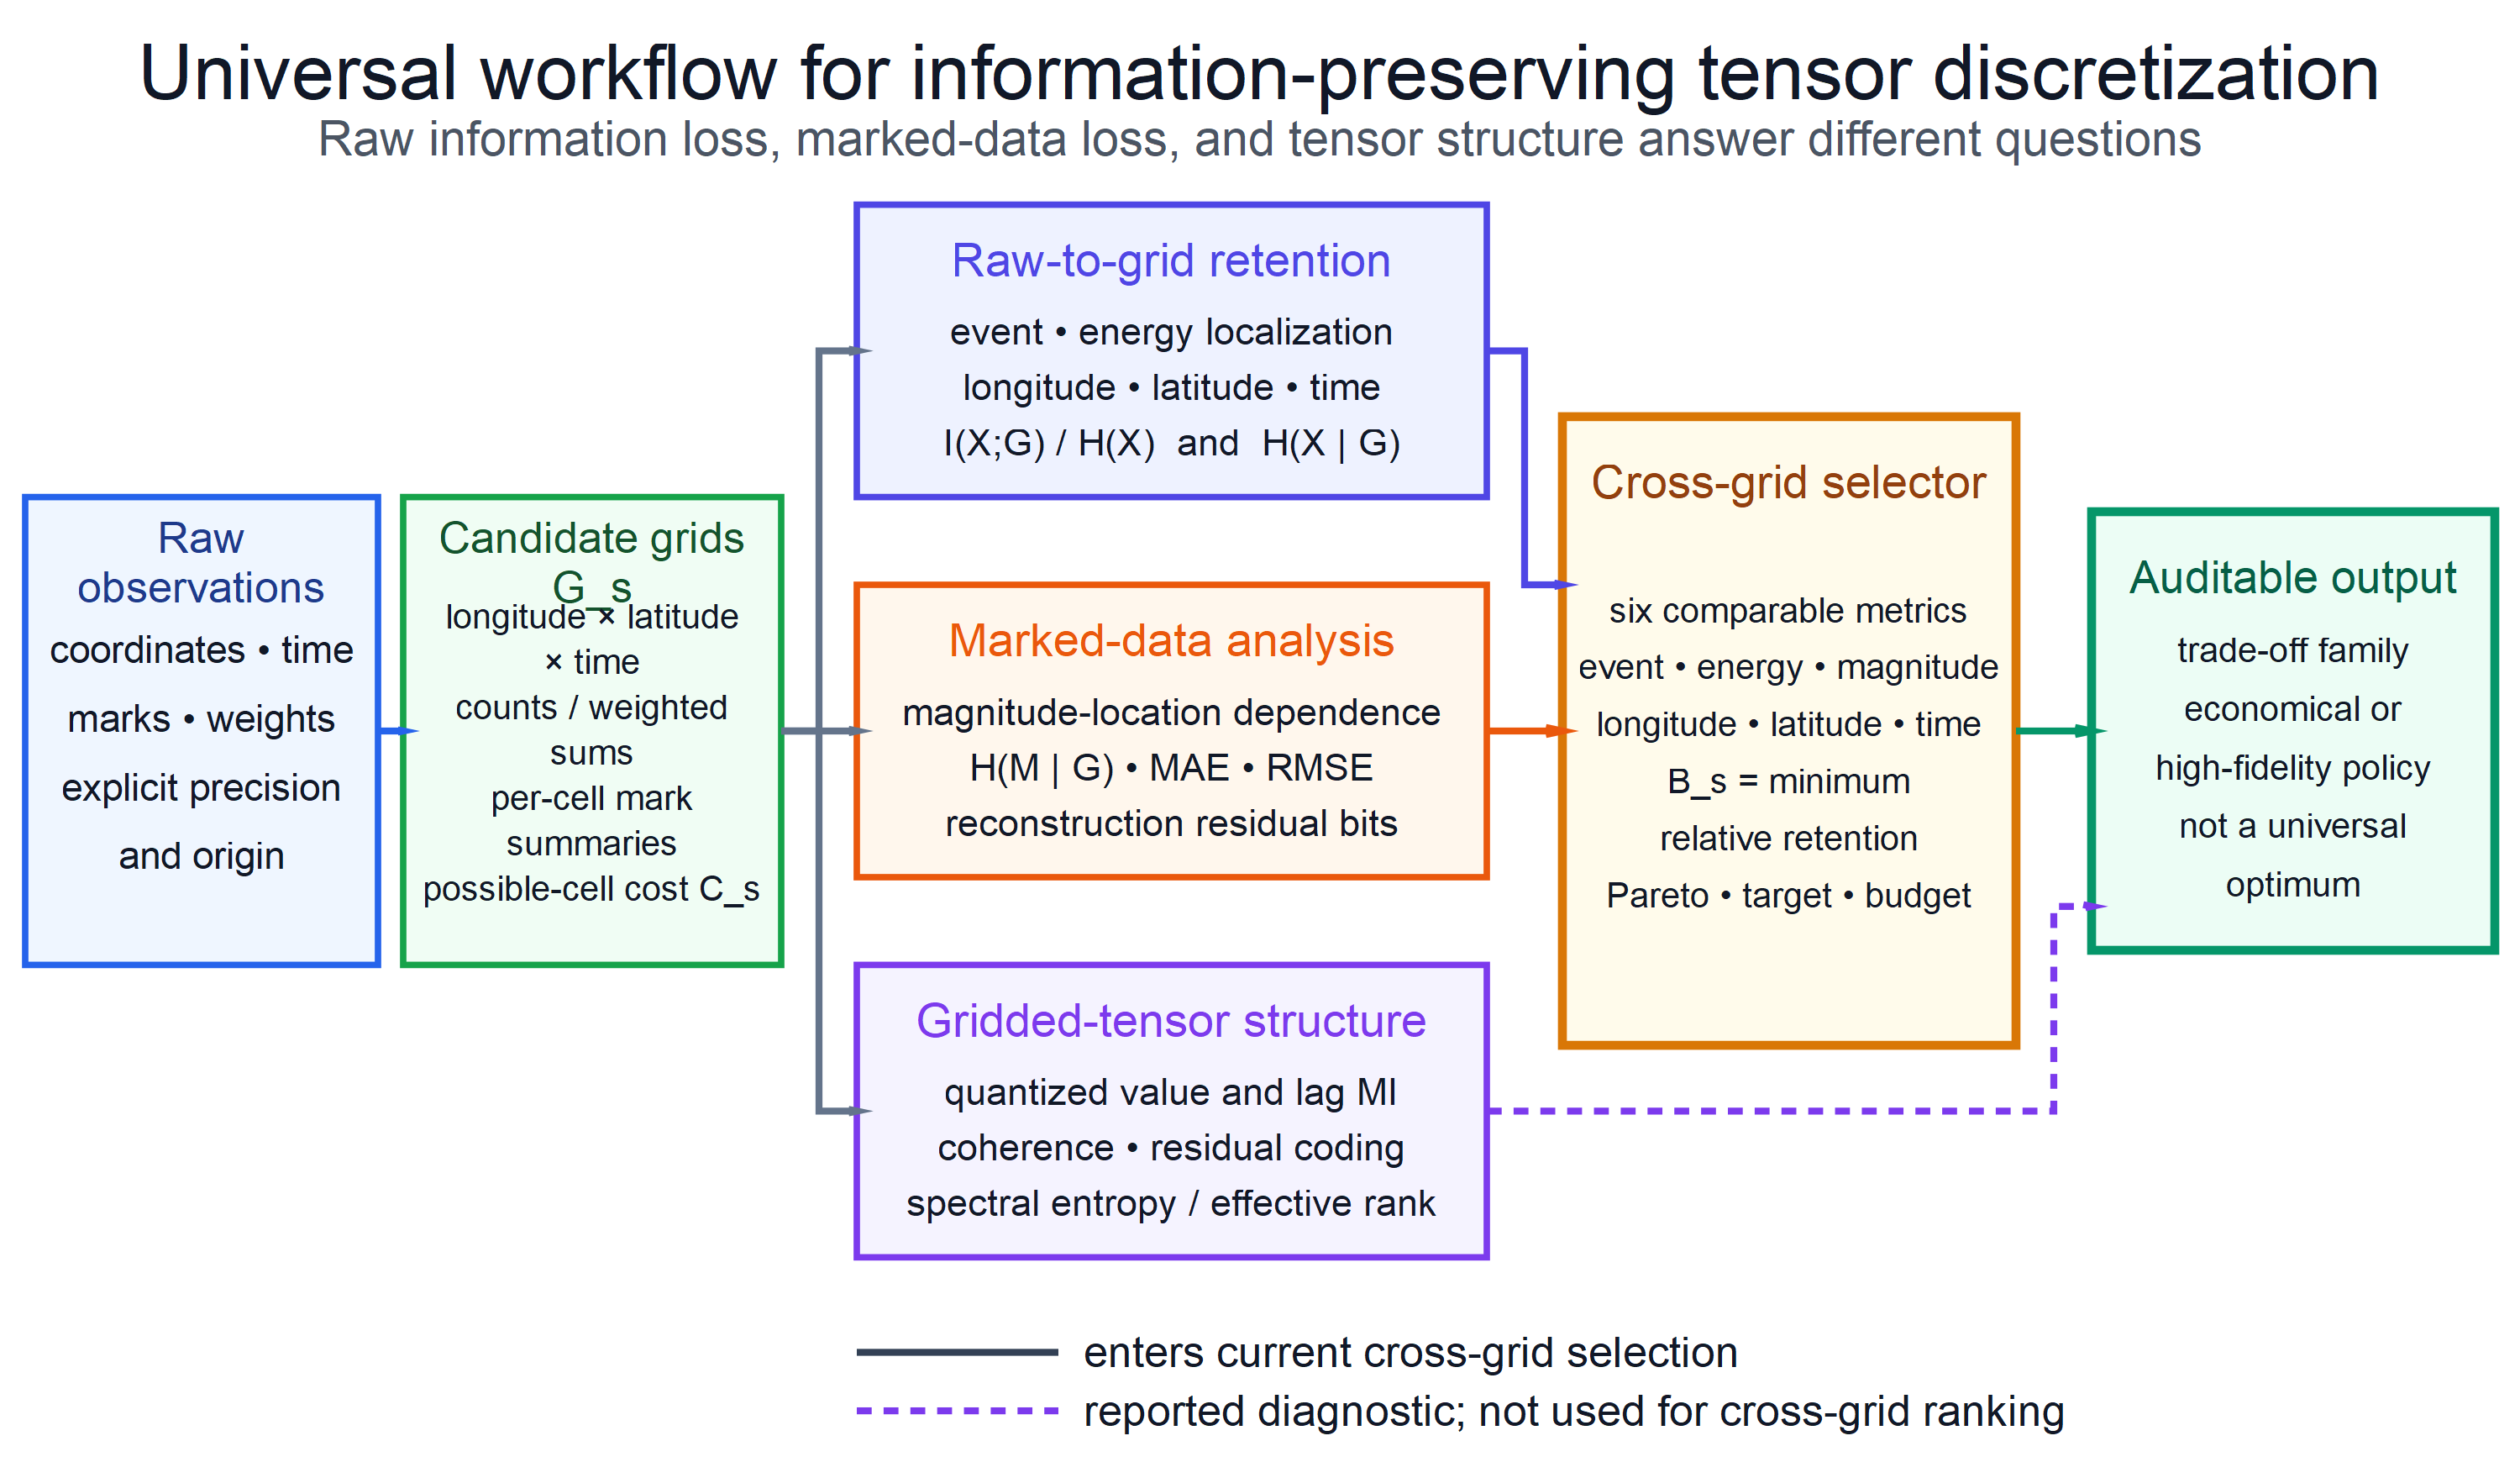 Universal workflow for information-preserving tensor discretization
Raw information loss, marked-data loss, and tensor structure answer different questions
Raw
observations
coordinates • time
marks • weights
explicit precision
and origin
Candidate grids
G_s
longitude × latitude
× time
counts / weighted
sums
per-cell mark
summaries
possible-cell cost C_s
Raw-to-grid retention
event • energy localization
longitude • latitude • time
I(X;G) / H(X) and H(X | G)
Marked-data analysis
magnitude-location dependence
H(M | G) • MAE • RMSE
reconstruction residual bits
Gridded-tensor structure
quantized value and lag MI
coherence • residual coding
spectral entropy / effective rank
Cross-grid selector
six comparable metrics
event • energy • magnitude
longitude • latitude • time
B_s = minimum
relative retention
Pareto • target • budget
Auditable output
trade-off family
economical or
high-fidelity policy
not a universal
optimum
enters current cross-grid selection
reported diagnostic; not used for cross-grid ranking